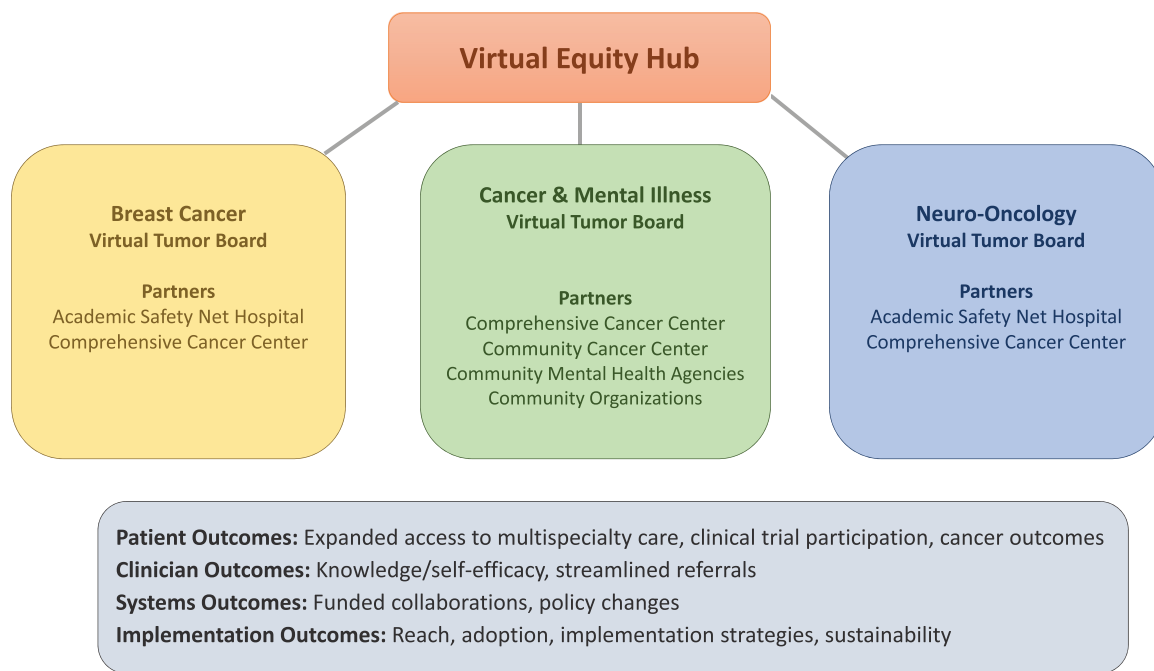 Virtual Equity Hub
Breast Cancer
Virtual Tumor Board
Partners
Academic Safety Net Hospital
Comprehensive Cancer Center
Cancer & Mental Illness
Virtual Tumor Board
Partners
Comprehensive Cancer Center
Community Cancer Center
Community Mental Health Agencies
Community Organizations
Neuro-Oncology
Virtual Tumor Board
Partners
Academic Safety Net Hospital
Comprehensive Cancer Center
Patient Outcomes: Expanded access to multispecialty care, clinical trial participation, cancer outcomes
Clinician Outcomes: Knowledge/self-efficacy, streamlined referrals
Systems Outcomes: Funded collaborations, policy changes
Implementation Outcomes: Reach, adoption, implementation strategies, sustainability